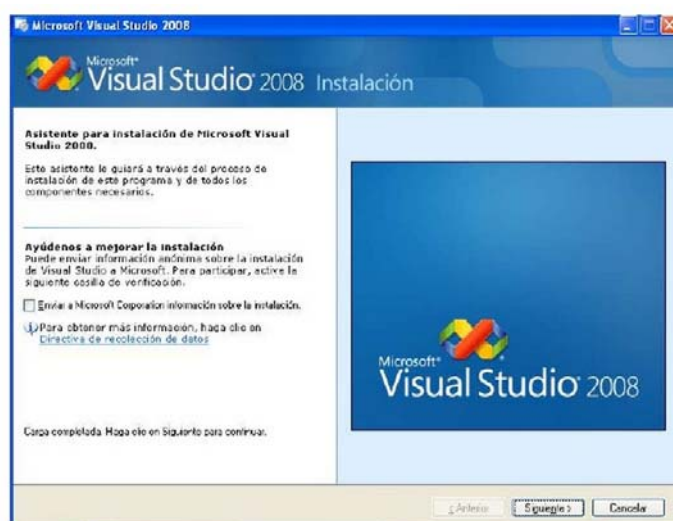 Microsoft Visual Studio 2008
Microsoft®
Visual Studio® 2008 Instalación
Asistente para instalación de Microsoft Visual
Studio 2008.
Este asistente le guiará a través del proceso de
instalación de este programa y de todos los
componentes necesarios.
Ayúdenos a mejorar la instalación
Puede enviar información anónima sobre la instalación
de Visual Studio a Microsoft. Para participar, active la
siguiente casilla de verificación.
Enviar a Microsoft Corporation información sobre la instalación.
Para obtener más información, haga clic en
Directiva de recolección de datos
Carga completada. Haga clic en Siguiente para continuar.
Microsoft®
Visual Studio® 2008
< Anterior
Siguiente >
Cancelar